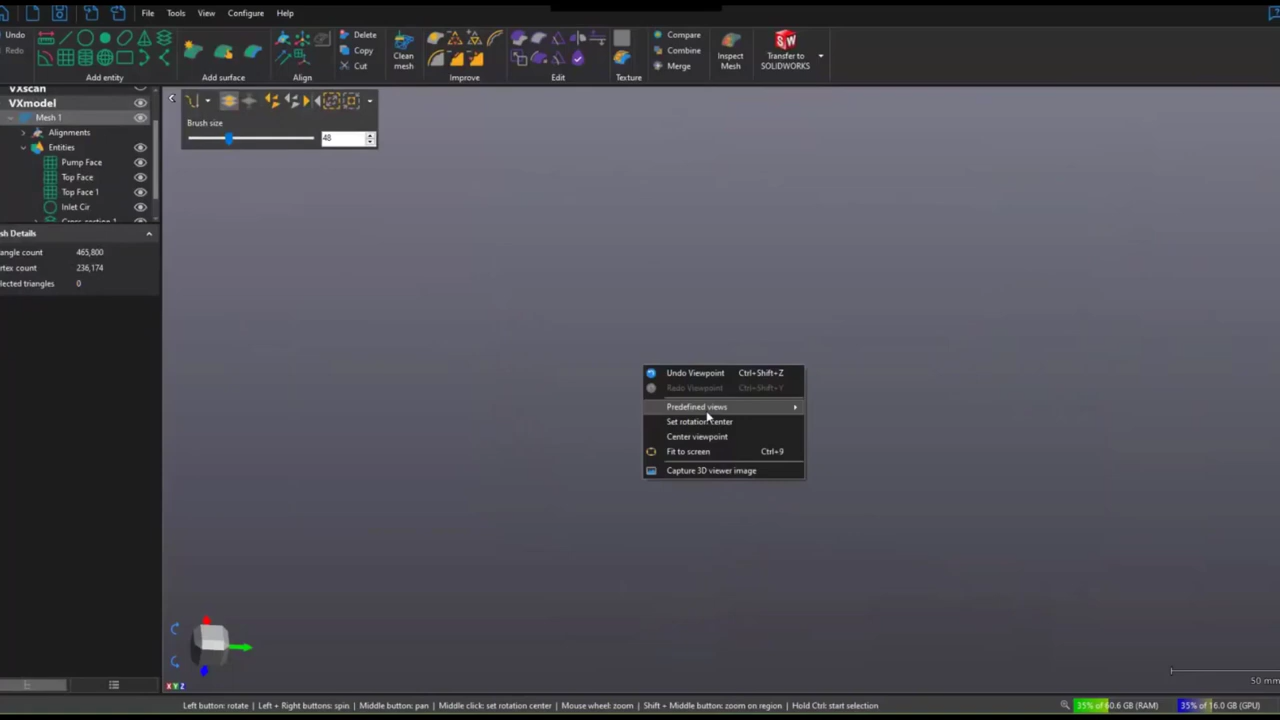 File Tools View Configure Help
Undo
Redo
Add entity
Add surface
Align
Delete
Copy
Cut
Clean mesh
Improve
Edit
Texture
Compare
Combine
Merge
Inspect Mesh
Transfer to SOLIDWORKS
VXscan
VXmodel
Mesh 1
Alignments
Entities
Pump Face
Top Face
Top Face 1
Inlet Cir
Cross-section 1
Brush size
48
sh Details
angle count 465,800
rtex count 236,174
lected triangles 0
Undo Viewpoint Ctrl+Shift+Z
Redo Viewpoint Ctrl+Shift+Y
Predefined views
Set rotation center
Center viewpoint
Fit to screen Ctrl+9
Capture 3D viewer image
X Y Z
50 mm
Left button: rotate | Left + Right buttons: spin | Middle button: pan | Middle click: set rotation center | Mouse wheel: zoom | Shift + Middle button: zoom on region | Hold Ctrl: start selection
35% of 60.6 GB (RAM) 35% of 16.0 GB (GPU)